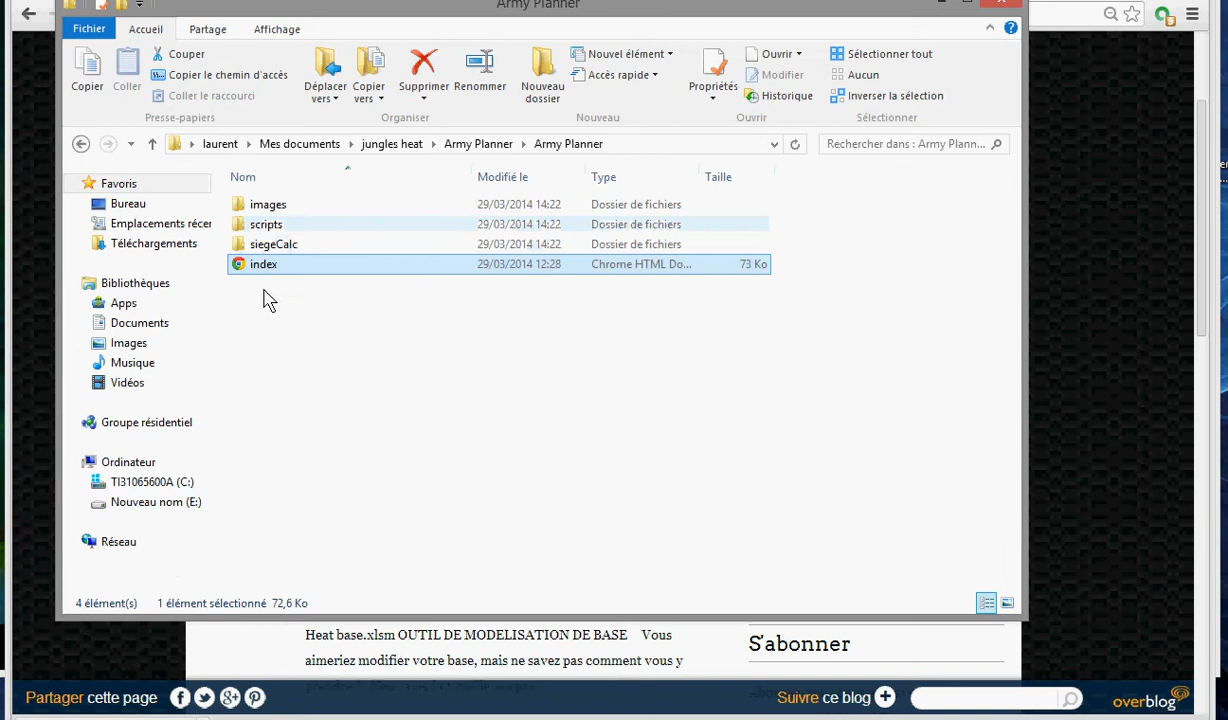 Army Planner
Fichier Accueil Partage Affichage
Copier
Coller
Couper
Copier le chemin d'accès
Coller le raccourci
Presse-papiers
Déplacer vers
Copier vers
Supprimer
Renommer
Organiser
Nouveau dossier
Nouvel élément
Accès rapide
Nouveau
Propriétés
Ouvrir
Modifier
Historique
Ouvrir
Sélectionner tout
Aucun
Inverser la sélection
Sélectionner
laurent Mes documents jungles heat Army Planner Army Planner
Rechercher dans : Army Plann...
Nom Modifié le Type Taille
images 29/03/2014 14:22 Dossier de fichiers
scripts 29/03/2014 14:22 Dossier de fichiers
siegeCalc 29/03/2014 14:22 Dossier de fichiers
index 29/03/2014 12:28 Chrome HTML Do... 73 Ko
Favoris
Bureau
Emplacements récer
Téléchargements
Bibliothèques
Apps
Documents
Images
Musique
Vidéos
Groupe résidentiel
Ordinateur
TI31065600A (C:)
Nouveau nom (E:)
Réseau
4 élément(s) 1 élément sélectionné 72,6 Ko
Heat base.xlsm OUTIL DE MODELISATION DE BASE Vous
aimeriez modifier votre base, mais ne savez pas comment vous y
S'abonner
Partager cette page
Suivre ce blog
overblog